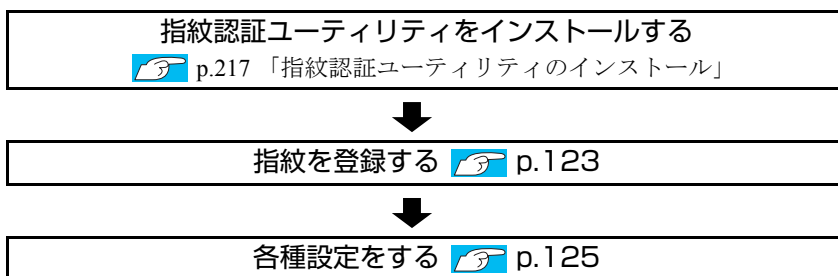 指紋認証ユーティリティをインストールする
p.217 「指紋認証ユーティリティのインストール」
指紋を登録する p.123
各種設定をする p.125